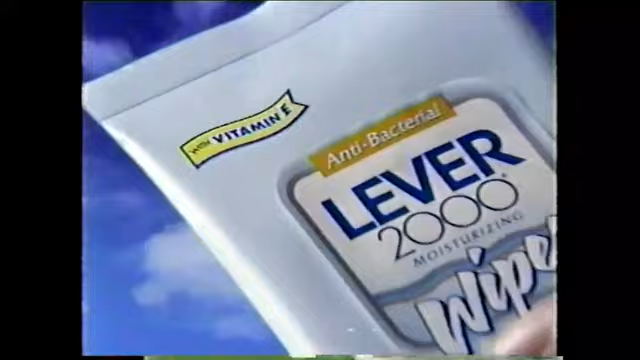 WITH VITAMIN E
Anti-Bacterial
LEVER
2000
MOISTURIZING
Wipe